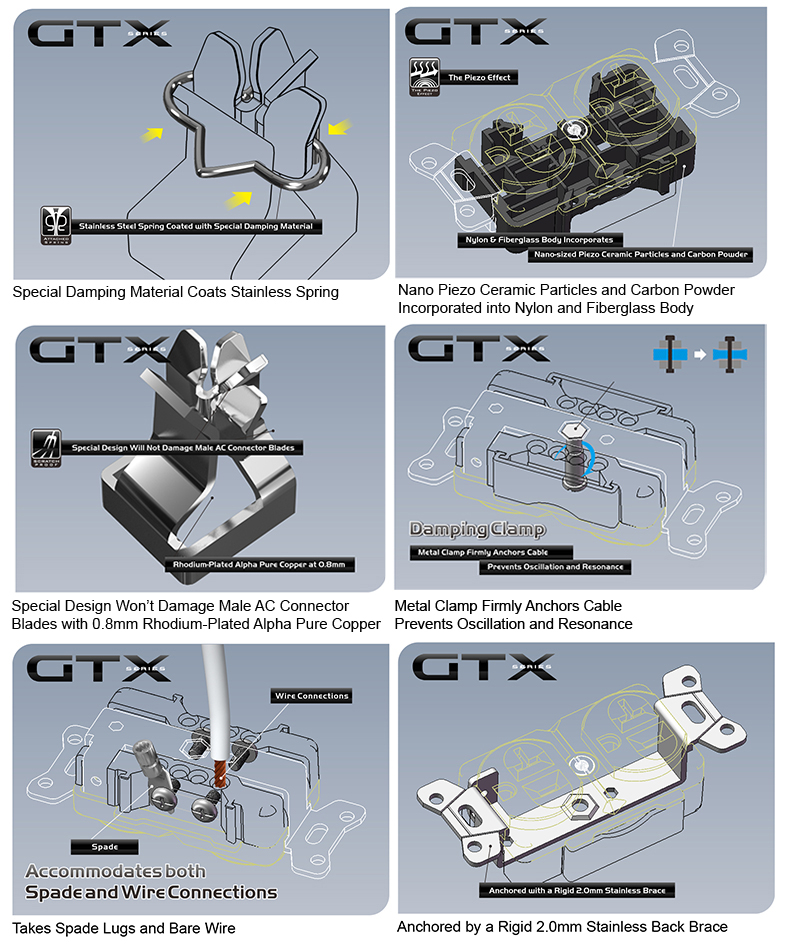 GTX SERIES
ATTACHED SPRING
Stainless Steel Spring Coated with Special Damping Material
Special Damping Material Coats Stainless Spring
GTX SERIES
THE PIEZO EFFECT
The Piezo Effect
Nylon & Fiberglass Body Incorporates
Nano-sized Piezo Ceramic Particles and Carbon Powder
Nano Piezo Ceramic Particles and Carbon Powder
Incorporated into Nylon and Fiberglass Body
GTX SERIES
SCRATCH PROOF
Special Design Will Not Damage Male AC Connector Blades
Rhodium-Plated Alpha Pure Copper at 0.8mm
Special Design Won’t Damage Male AC Connector
Blades with 0.8mm Rhodium-Plated Alpha Pure Copper
GTX SERIES
Damping Clamp
Metal Clamp Firmly Anchors Cable
Prevents Oscillation and Resonance
Metal Clamp Firmly Anchors Cable
Prevents Oscillation and Resonance
GTX SERIES
Wire Connections
Spade
Accommodates both
Spade and Wire Connections
Takes Spade Lugs and Bare Wire
GTX SERIES
Anchored with a Rigid 2.0mm Stainless Brace
Anchored by a Rigid 2.0mm Stainless Back Brace